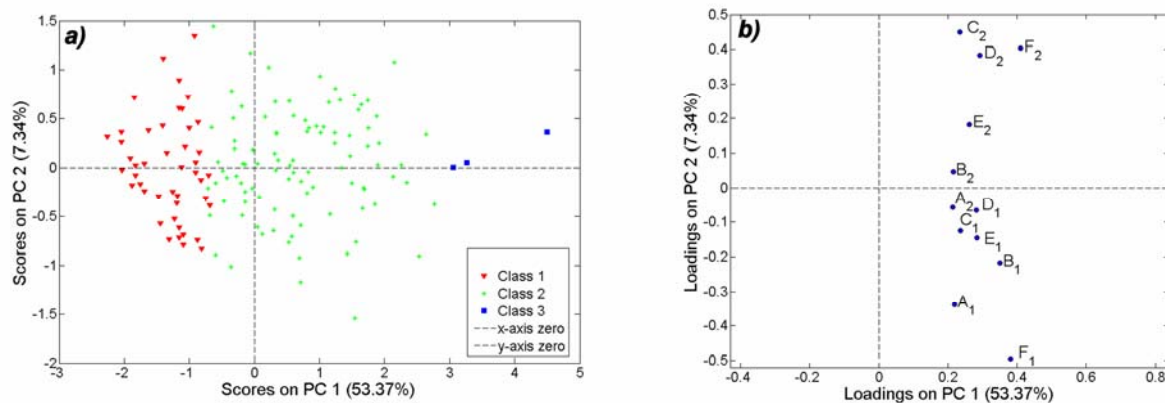 a)
1.5
1
0.5
0
-0.5
-1
-1.5
-2
Scores on PC 2 (7.34%)
-3 -2 -1 0 1 2 3 4 5
Scores on PC 1 (53.37%)
Class 1
Class 2
Class 3
x-axis zero
y-axis zero
b)
0.5
0.4
0.3
0.2
0.1
0
-0.1
-0.2
-0.3
-0.4
-0.5
Loadings on PC 2 (7.34%)
C2
D2
F2
E2
B2
A2
D1
C1
E1
B1
A1
F1
-0.4 -0.2 0 0.2 0.4 0.6 0.8
Loadings on PC 1 (53.37%)